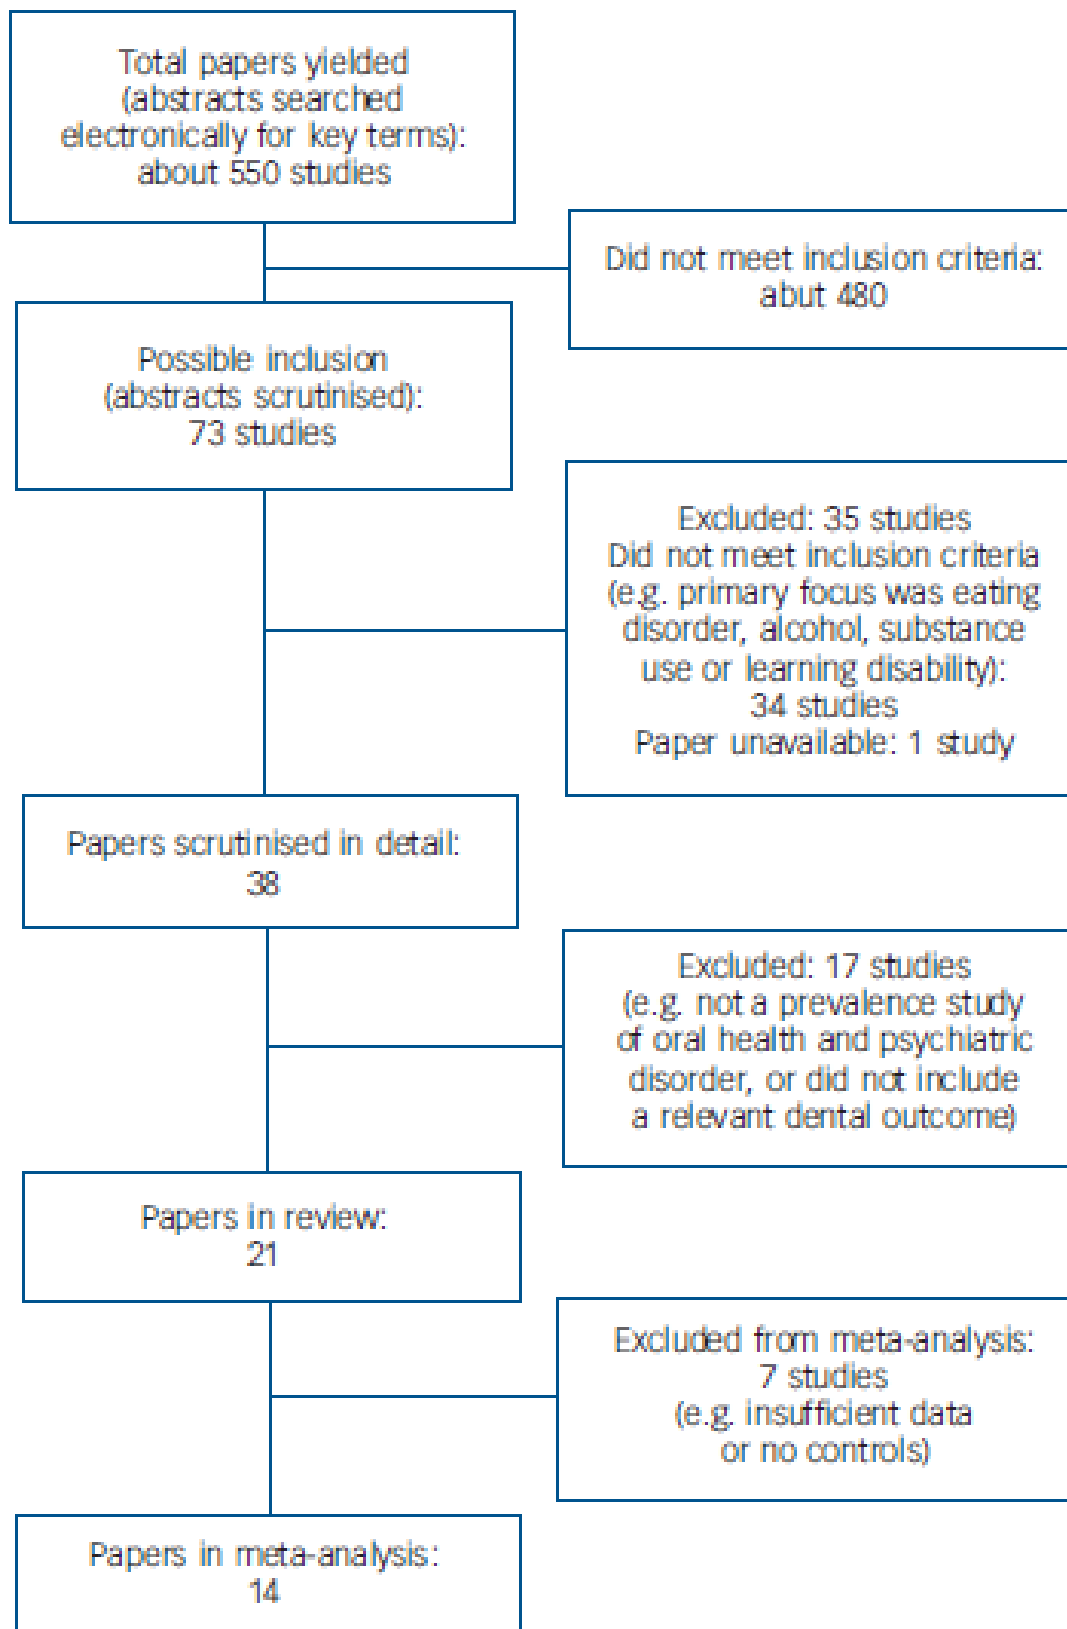 Total papers yielded
(abstracts searched
electronically for key terms):
about 550 studies
Did not meet inclusion criteria:
abut 480
Possible inclusion
(abstracts scrutinised):
73 studies
Excluded: 35 studies
Did not meet inclusion criteria
(e.g. primary focus was eating
disorder, alcohol, substance
use or learning disability):
34 studies
Paper unavailable: 1 study
Papers scrutinised in detail:
38
Excluded: 17 studies
(e.g. not a prevalence study
of oral health and psychiatric
disorder, or did not include
a relevant dental outcome)
Papers in review:
21
Excluded from meta-analysis:
7 studies
(e.g. insufficient data
or no controls)
Papers in meta-analysis:
14